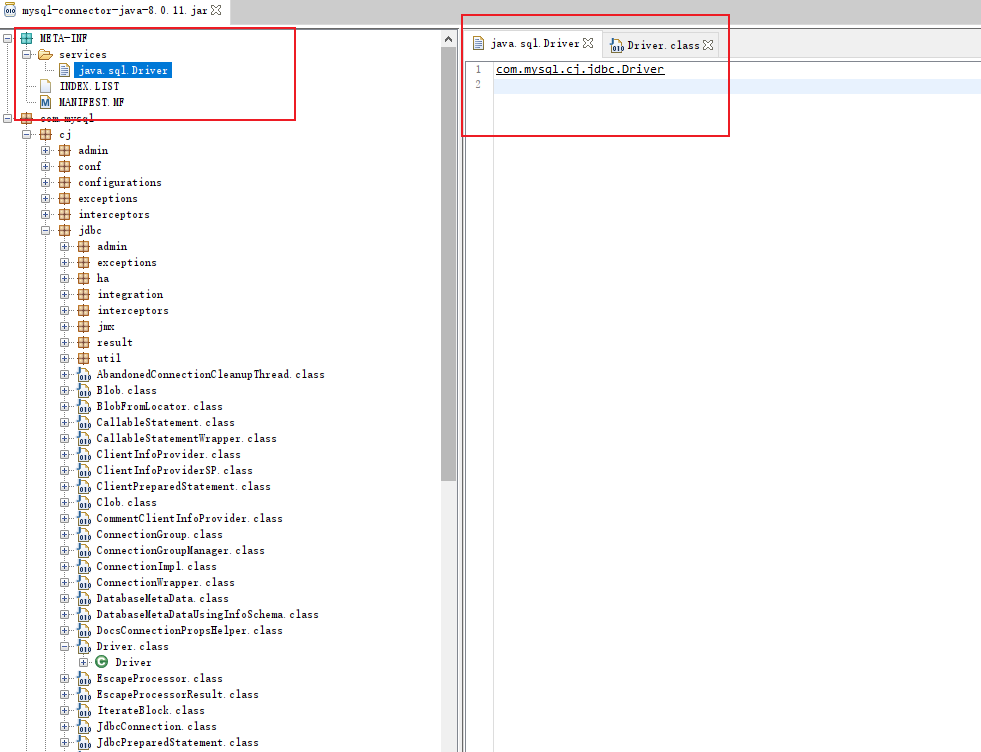 mysql-connector-java-8.0.11.jar
META-INF
services
java.sql.Driver
INDEX.LIST
MANIFEST.MF
com.mysql
cj
admin
conf
configurations
exceptions
interceptors
jdbc
admin
exceptions
ha
integration
interceptors
jmx
result
util
AbandonedConnectionCleanupThread.class
Blob.class
BlobFromLocator.class
CallableStatement.class
CallableStatementWrapper.class
ClientInfoProvider.class
ClientInfoProviderSP.class
ClientPreparedStatement.class
Clob.class
CommentClientInfoProvider.class
ConnectionGroup.class
ConnectionGroupManager.class
ConnectionImpl.class
ConnectionWrapper.class
DatabaseMetaData.class
DatabaseMetaDataUsingInfoSchema.class
DocsConnectionPropsHelper.class
Driver.class
Driver
EscapeProcessor.class
EscapeProcessorResult.class
IterateBlock.class
JdbcConnection.class
JdbcPreparedStatement.class
java.sql.Driver Driver.class
1 com.mysql.cj.jdbc.Driver
2